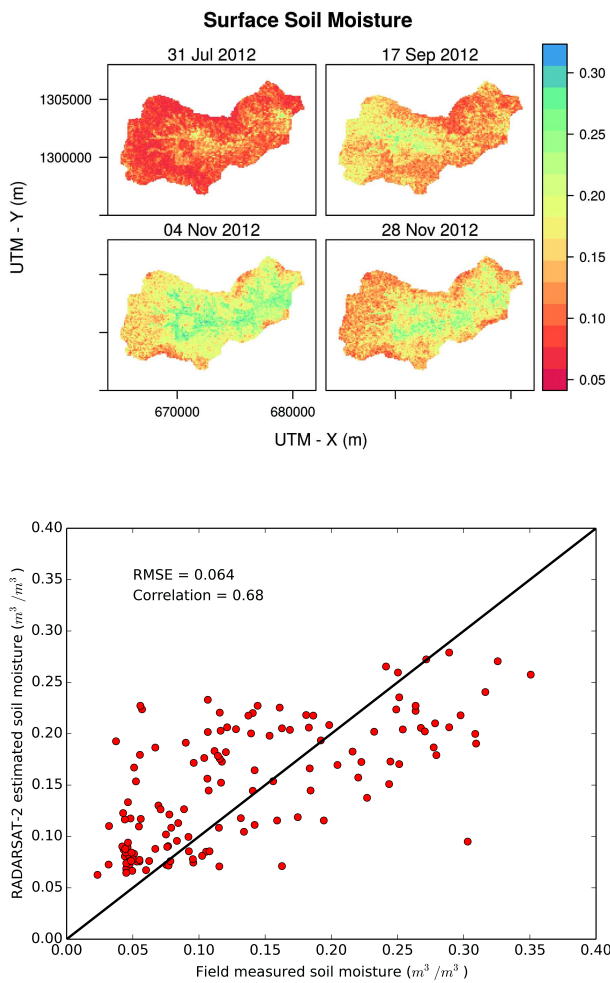 Surface Soil Moisture
31 Jul 2012
17 Sep 2012
1305000
1300000
UTM - Y (m)
04 Nov 2012
28 Nov 2012
0.30
0.25
0.20
0.15
0.10
0.05
670000
680000
UTM - X (m)
0.40
0.35
0.30
0.25
0.20
0.15
0.10
0.05
0.00
RADARSAT-2 estimated soil moisture (m³/m³)
RMSE = 0.064
Correlation = 0.68
0.00 0.05 0.10 0.15 0.20 0.25 0.30 0.35 0.40
Field measured soil moisture (m³/m³)